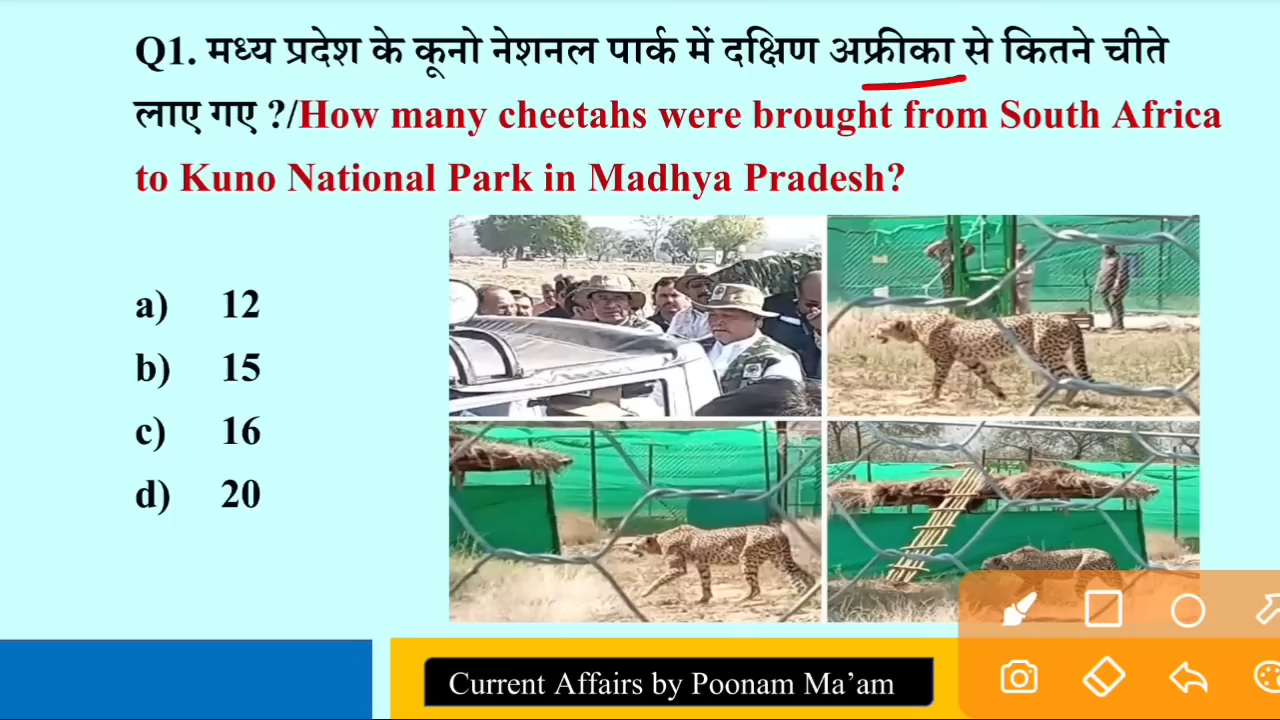 Q1. मध्य प्रदेश के कूनो नेशनल पार्क में दक्षिण अफ्रीका से कितने चीते
लाए गए ?/How many cheetahs were brought from South Africa
to Kuno National Park in Madhya Pradesh?
a) 12
b) 15
c) 16
d) 20
Current Affairs by Poonam Ma’am